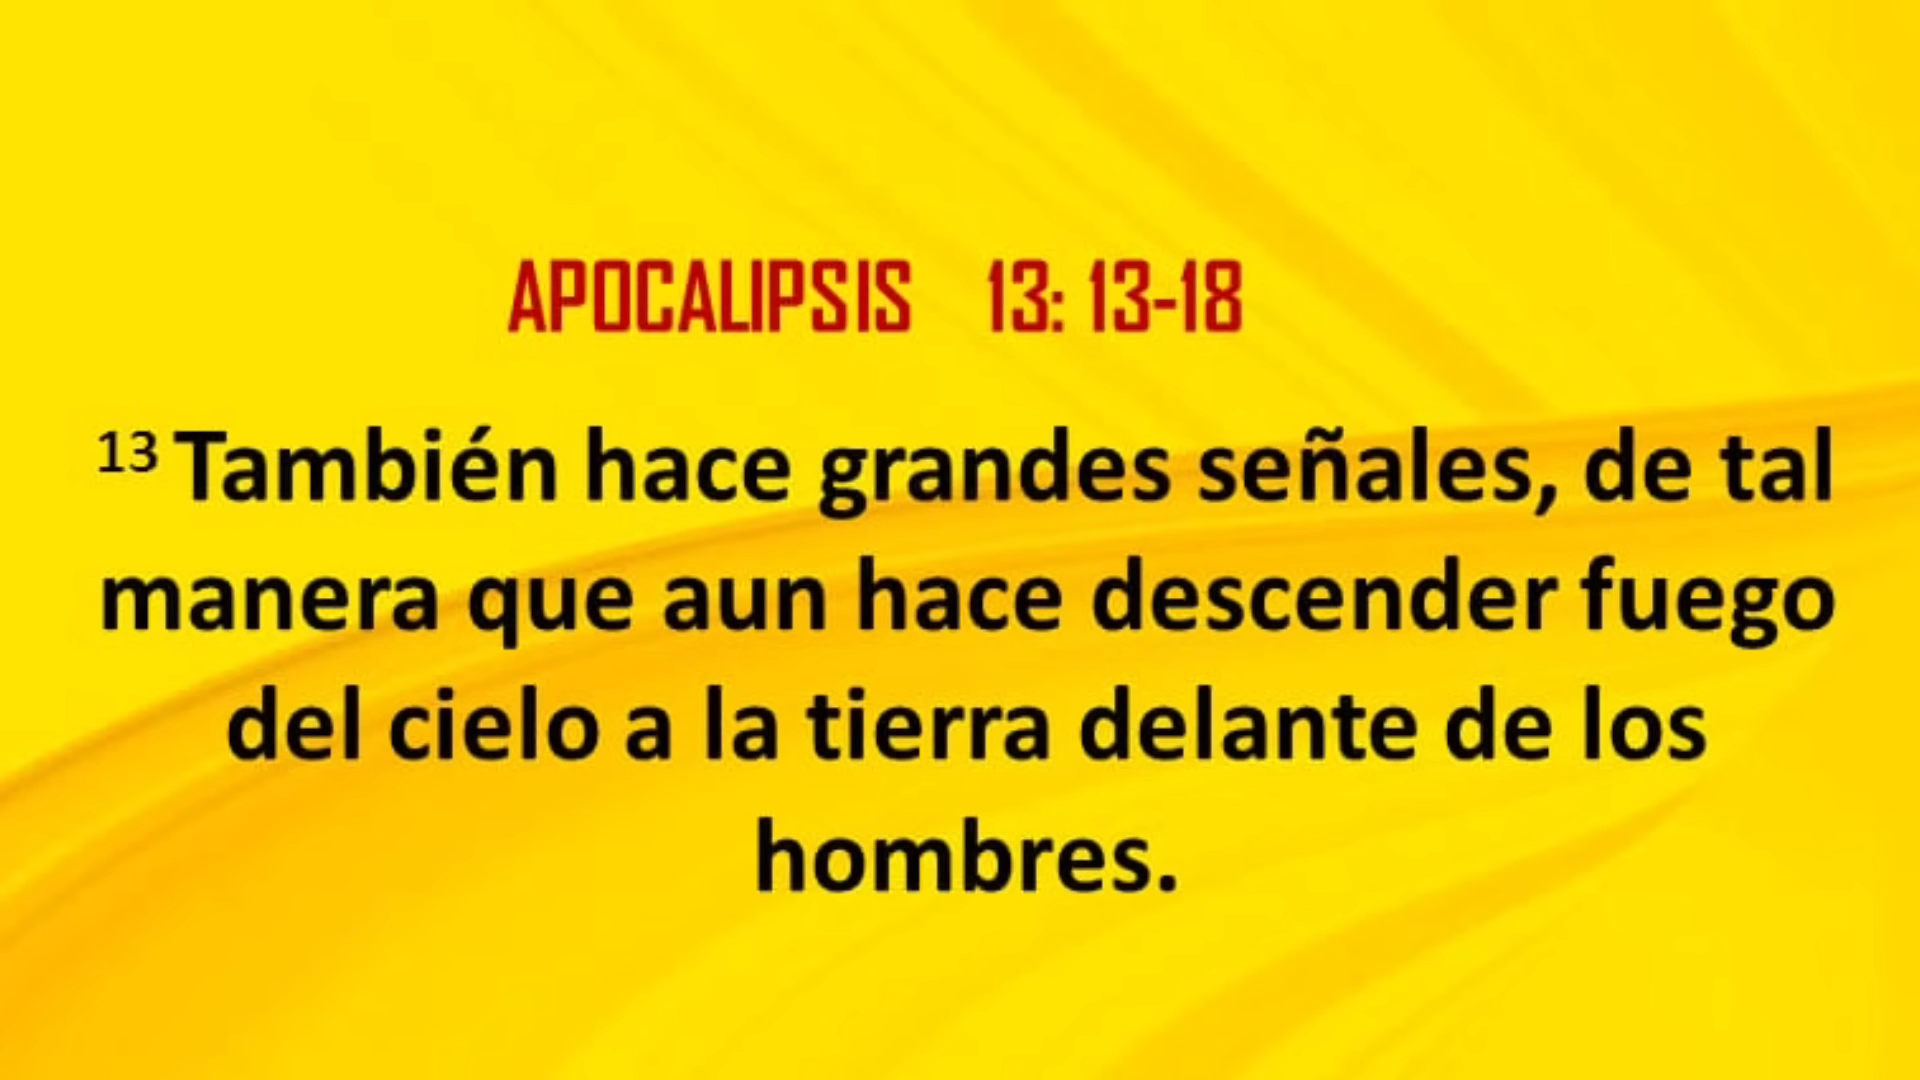 APOCALIPSIS 13: 13-18
13 También hace grandes señales, de tal
manera que aun hace descender fuego
del cielo a la tierra delante de los
hombres.